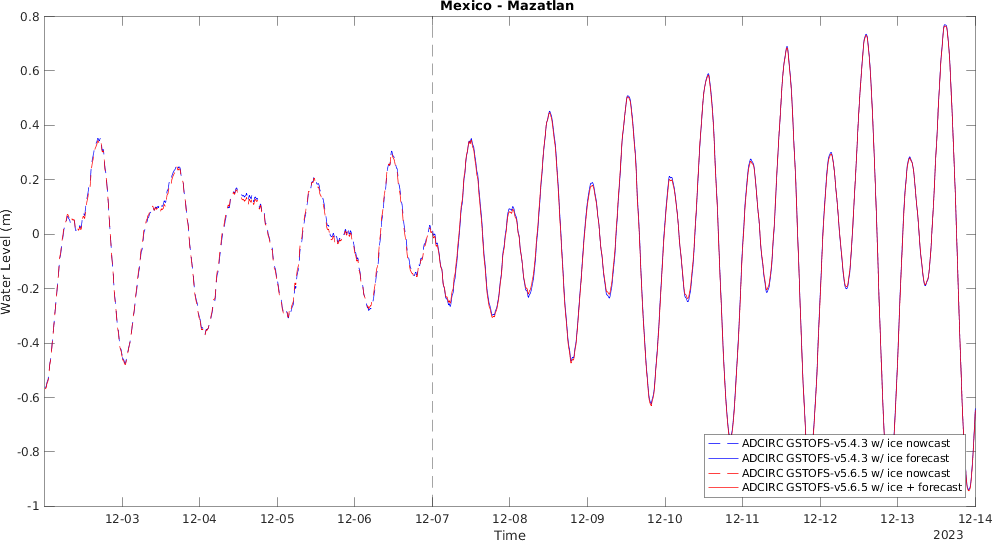 Mexico - Mazatlan
0.8
0.6
0.4
0.2
0
-0.2
-0.4
-0.6
-0.8
-1
Water Level (m)
ADCIRC GSTOFS-v5.4.3 w/ ice nowcast
ADCIRC GSTOFS-v5.4.3 w/ ice forecast
ADCIRC GSTOFS-v5.6.5 w/ ice nowcast
ADCIRC GSTOFS-v5.6.5 w/ ice + forecast
12-03 12-04 12-05 12-06 12-07 12-08 12-09 12-10 12-11 12-12 12-13 12-14
Time
2023